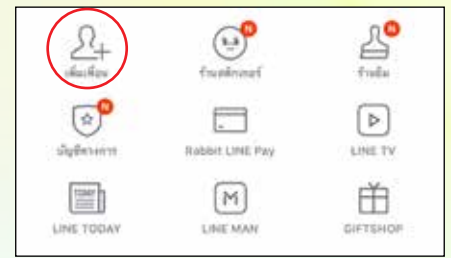 N N
เพิ่มเพื่อน ร้านสติกเกอร์ ร้านธีม
N
บัญชีทางการ Rabbit LINE Pay LINE TV
TODAY M
LINE TODAY LINE MAN GIFTSHOP